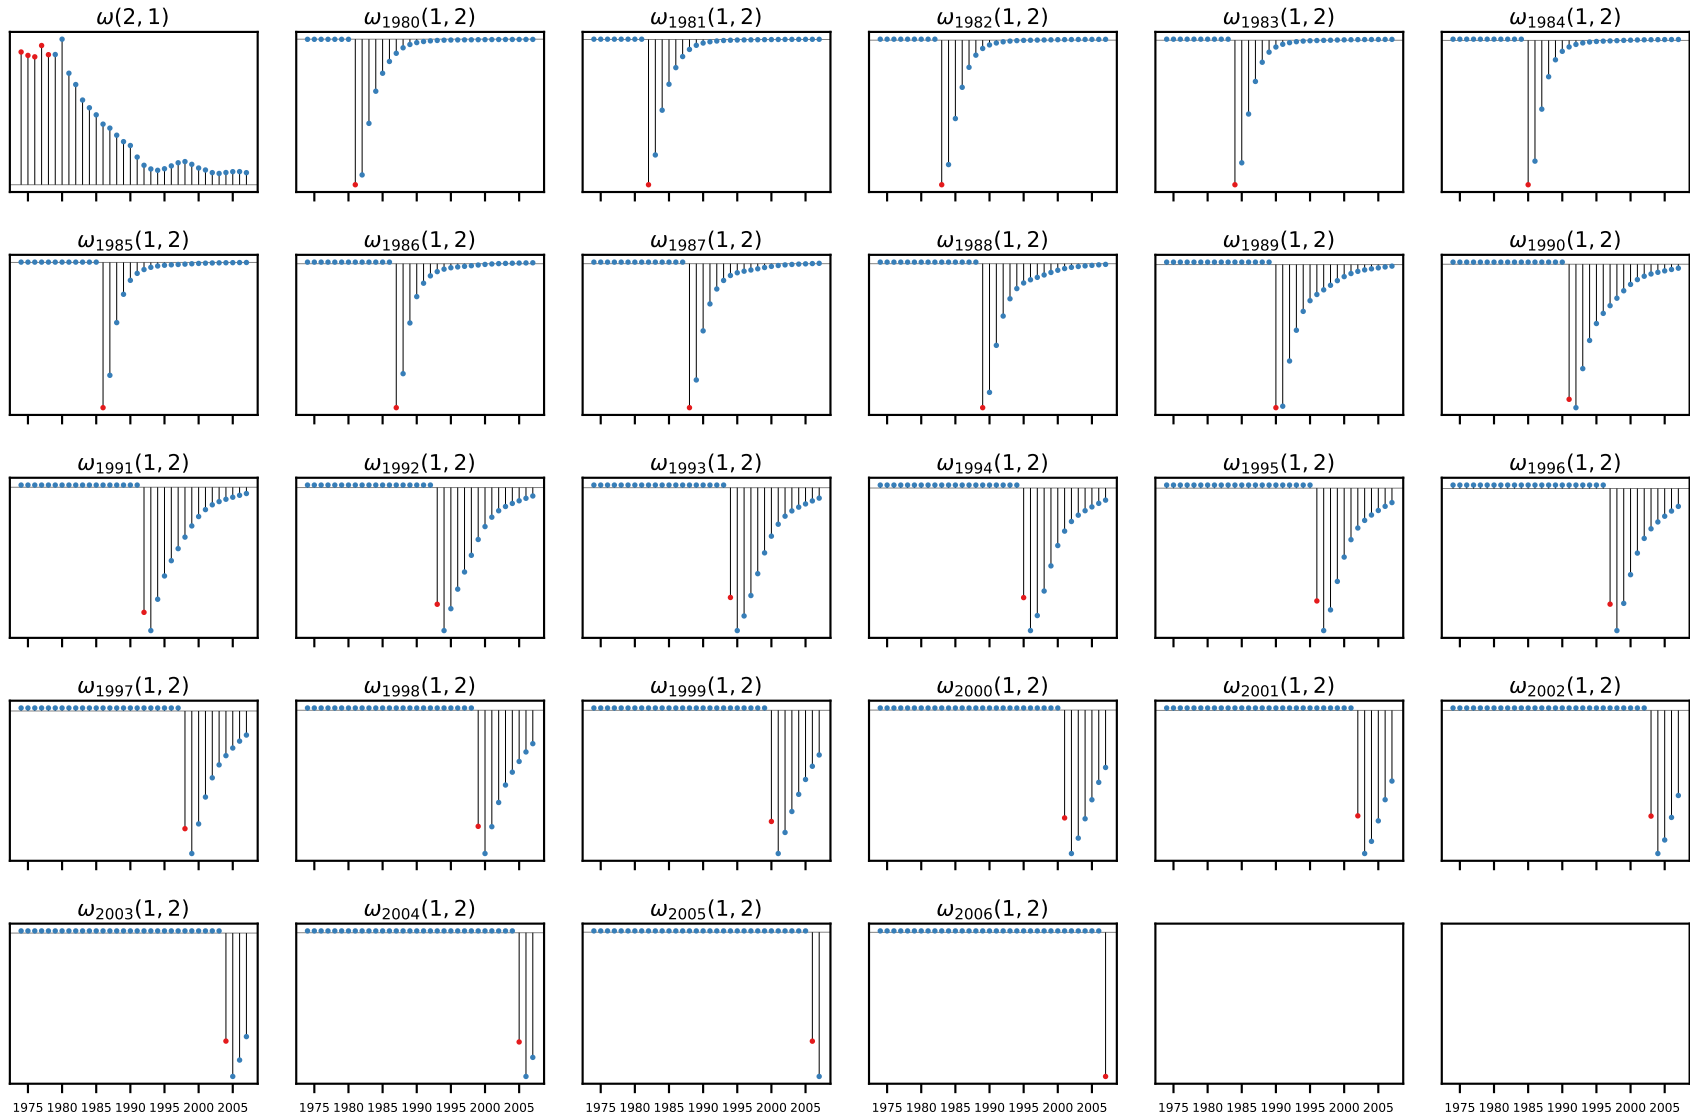 ω(2, 1) ω₁₉₈₀(1, 2) ω₁₉₈₁(1, 2) ω₁₉₈₂(1, 2) ω₁₉₈₃(1, 2) ω₁₉₈₄(1, 2)
ω₁₉₈₅(1, 2) ω₁₉₈₆(1, 2) ω₁₉₈₇(1, 2) ω₁₉₈₈(1, 2) ω₁₉₈₉(1, 2) ω₁₉₉₀(1, 2)
ω₁₉₉₁(1, 2) ω₁₉₉₂(1, 2) ω₁₉₉₃(1, 2) ω₁₉₉₄(1, 2) ω₁₉₉₅(1, 2) ω₁₉₉₆(1, 2)
ω₁₉₉₇(1, 2) ω₁₉₉₈(1, 2) ω₁₉₉₉(1, 2) ω₂₀₀₀(1, 2) ω₂₀₀₁(1, 2) ω₂₀₀₂(1, 2)
ω₂₀₀₃(1, 2) ω₂₀₀₄(1, 2) ω₂₀₀₅(1, 2) ω₂₀₀₆(1, 2)
1975 1980 1985 1990 1995 2000 2005 1975 1980 1985 1990 1995 2000 2005 1975 1980 1985 1990 1995 2000 2005 1975 1980 1985 1990 1995 2000 2005 1975 1980 1985 1990 1995 2000 2005 1975 1980 1985 1990 1995 2000 2005